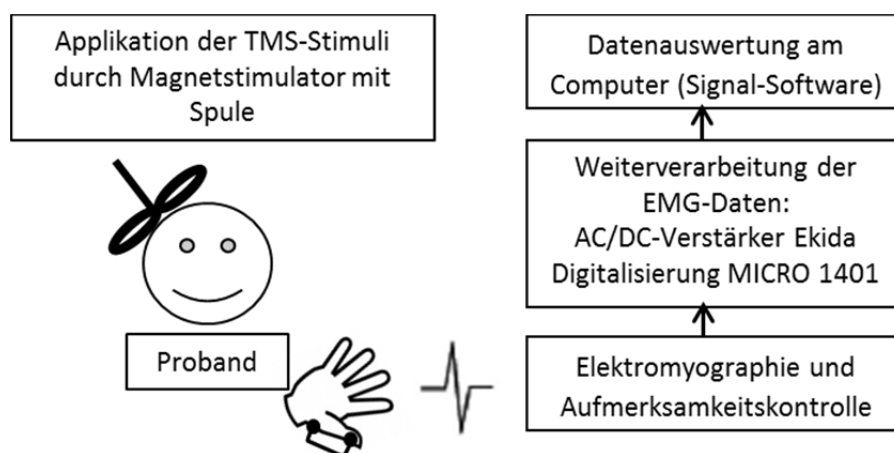 Applikation der TMS-Stimuli
durch Magnetstimulator mit
Spule
Proband
Datenauswertung am
Computer (Signal-Software)
Weiterverarbeitung der
EMG-Daten:
AC/DC-Verstärker Ekida
Digitalisierung MICRO 1401
Elektromyographie und
Aufmerksamkeitskontrolle